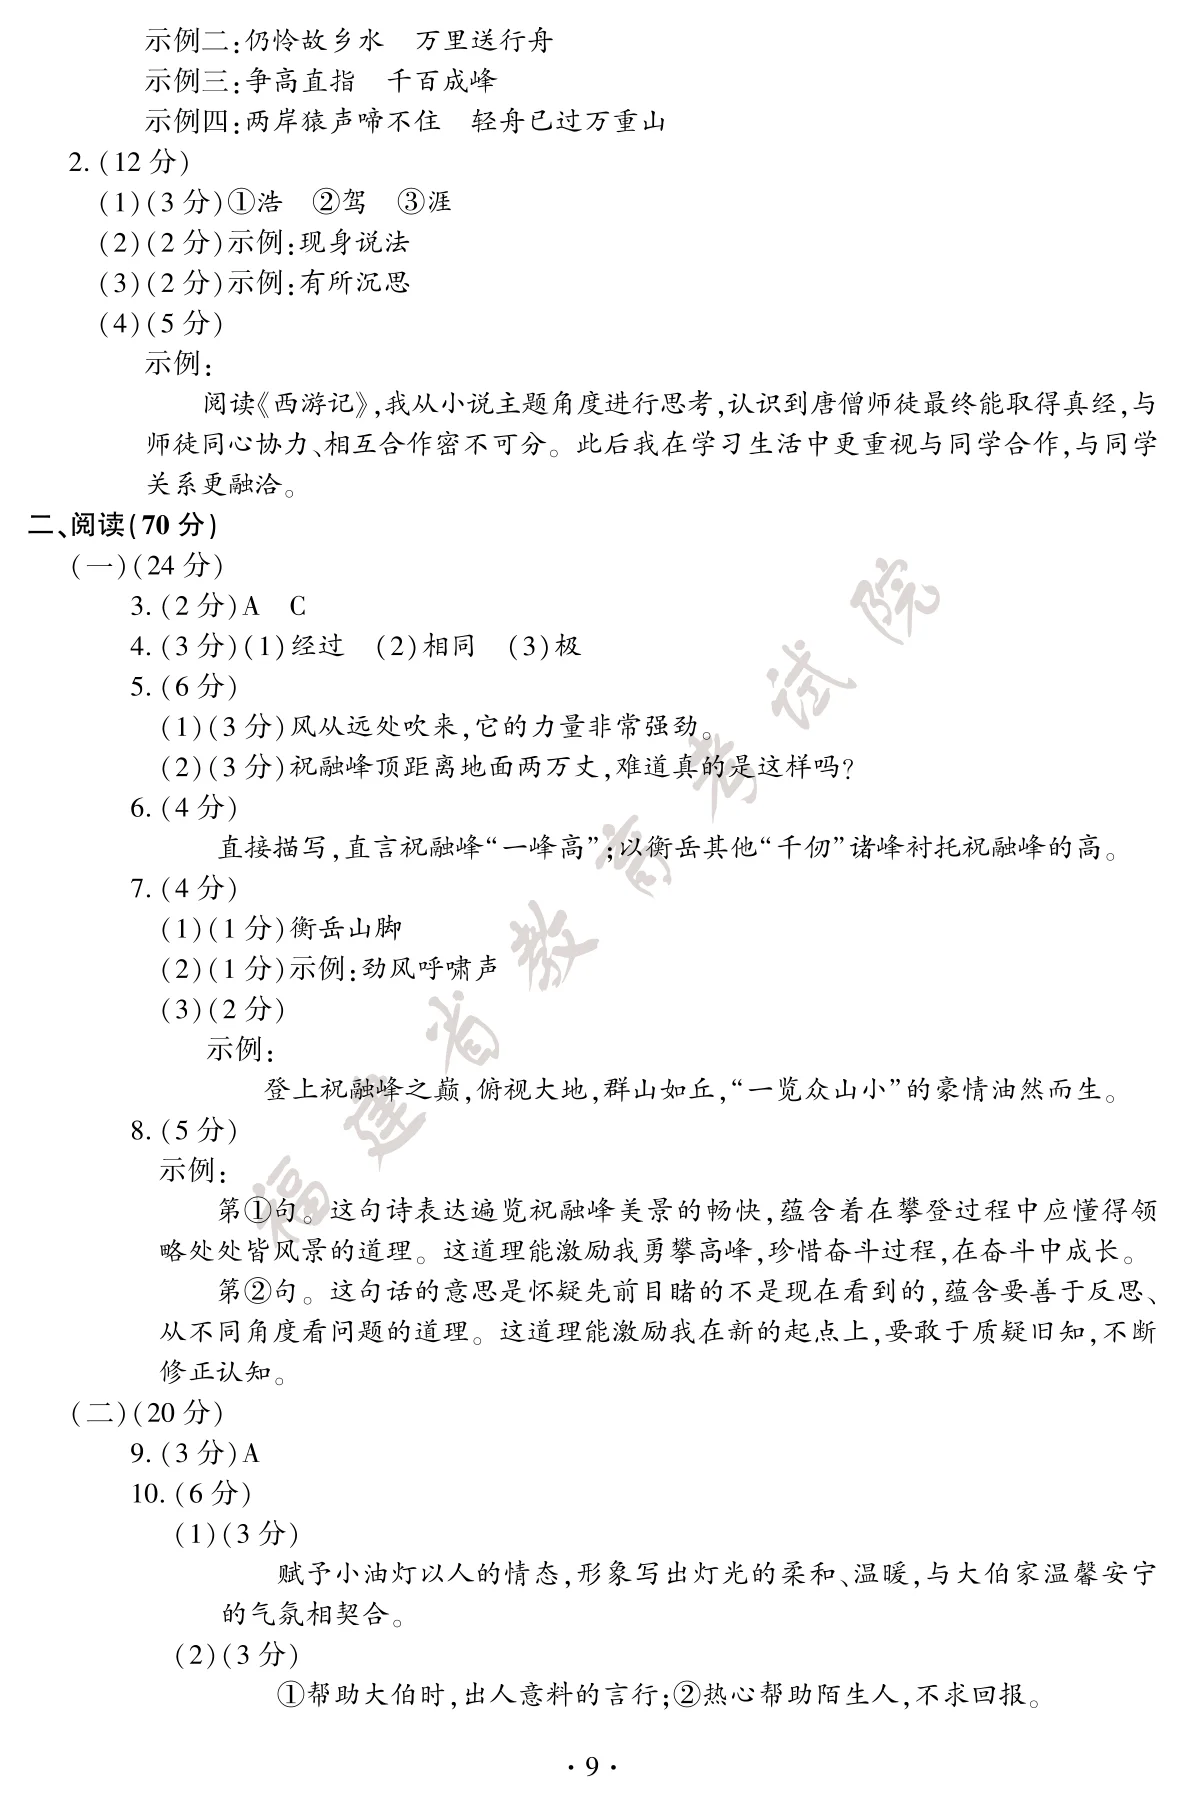 示例二:仍怜故乡水　万里送行舟
示例三:争高直指　千百成峰
示例四:两岸猿声啼不住　轻舟已过万重山
2. (12 分)
(1)(3 分)①浩　②驾　③涯
(2)(2 分)示例:现身说法
(3)(2 分)示例:有所沉思
(4)(5 分)
示例:
阅读《西游记》,我从小说主题角度进行思考,认识到唐僧师徒最终能取得真经,与
师徒同心协力、相互合作密不可分。此后我在学习生活中更重视与同学合作,与同学
关系更融洽。
二、阅读(70 分)
(一)(24 分)
3. (2 分)A　C
4. (3 分)(1)经过　(2)相同　(3)极
5. (6 分)
(1)(3 分)风从远处吹来,它的力量非常强劲。
(2)(3 分)祝融峰顶距离地面两万丈,难道真的是这样吗?
6. (4 分)
直接描写,直言祝融峰“一峰高”;以衡岳其他“千仞”诸峰衬托祝融峰的高。
7. (4 分)
(1)(1 分)衡岳山脚
(2)(1 分)示例:劲风呼啸声
(3)(2 分)
示例:
登上祝融峰之巅,俯视大地,群山如丘,“一览众山小”的豪情油然而生。
8. (5 分)
示例:
第①句。这句诗表达遍览祝融峰美景的畅快,蕴含着在攀登过程中应懂得领
略处处皆风景的道理。这道理能激励我勇攀高峰,珍惜奋斗过程,在奋斗中成长。
第②句。这句话的意思是怀疑先前目睹的不是现在看到的,蕴含要善于反思、
从不同角度看问题的道理。这道理能激励我在新的起点上,要敢于质疑旧知,不断
修正认知。
(二)(20 分)
9. (3 分)A
10. (6 分)
(1)(3 分)
赋予小油灯以人的情态,形象写出灯光的柔和、温暖,与大伯家温馨安宁
的气氛相契合。
(2)(3 分)
①帮助大伯时,出人意料的言行;②热心帮助陌生人,不求回报。
· 9 ·
福建省教育考试院